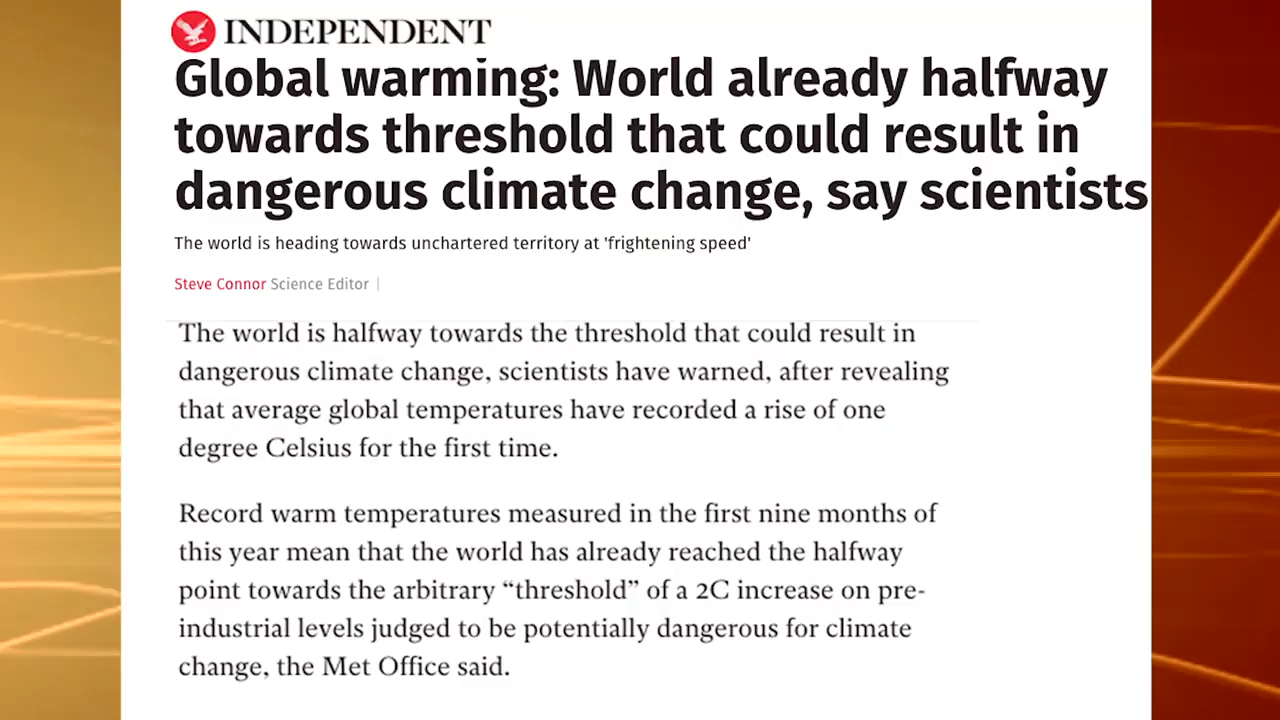 INDEPENDENT
Global warming: World already halfway
towards threshold that could result in
dangerous climate change, say scientists
The world is heading towards unchartered territory at 'frightening speed'
Steve Connor Science Editor |
The world is halfway towards the threshold that could result in
dangerous climate change, scientists have warned, after revealing
that average global temperatures have recorded a rise of one
degree Celsius for the first time.
Record warm temperatures measured in the first nine months of
this year mean that the world has already reached the halfway
point towards the arbitrary “threshold” of a 2C increase on pre-
industrial levels judged to be potentially dangerous for climate
change, the Met Office said.